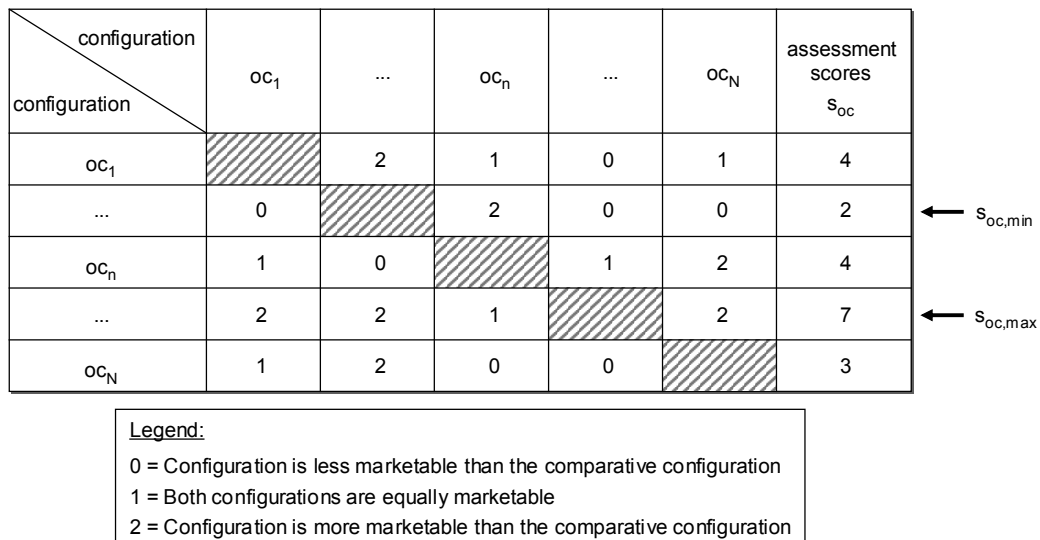 configuration
configuration
oc1 ... ocn ... ocN assessment scores soc
oc1 2 1 0 1 4
... 0 2 0 0 2 soc,min
ocn 1 0 1 2 4
... 2 2 1 2 7 soc,max
ocN 1 2 0 0 3
Legend:
0 = Configuration is less marketable than the comparative configuration
1 = Both configurations are equally marketable
2 = Configuration is more marketable than the comparative configuration